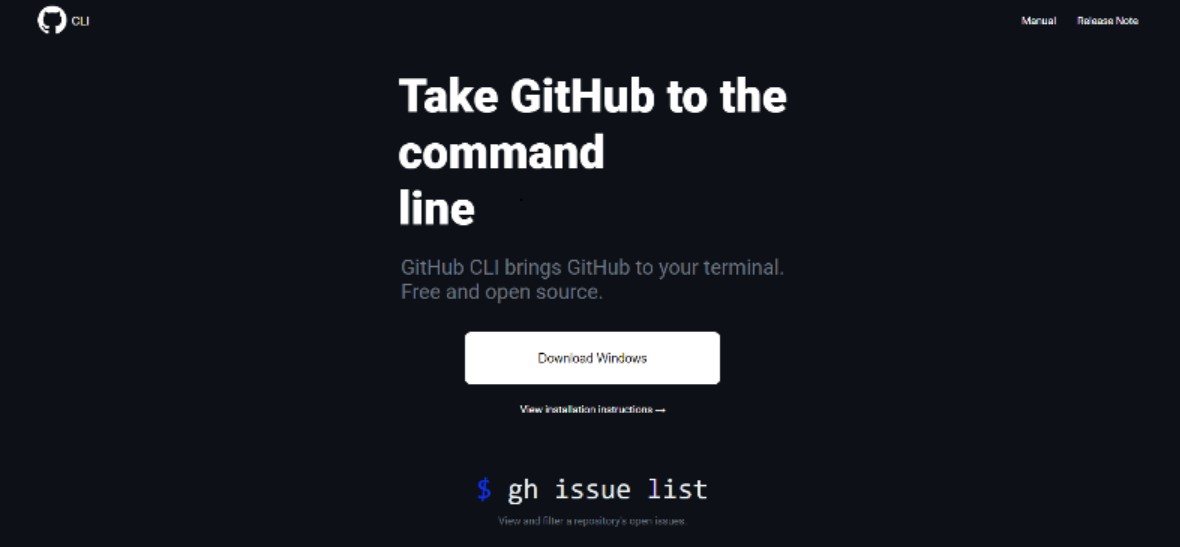 CLI
Manual Release Note
Take GitHub to the
command
line
GitHub CLI brings GitHub to your terminal.
Free and open source.
Download Windows
View installation instructions →
$ gh issue list
View and filter a repository's open issues.